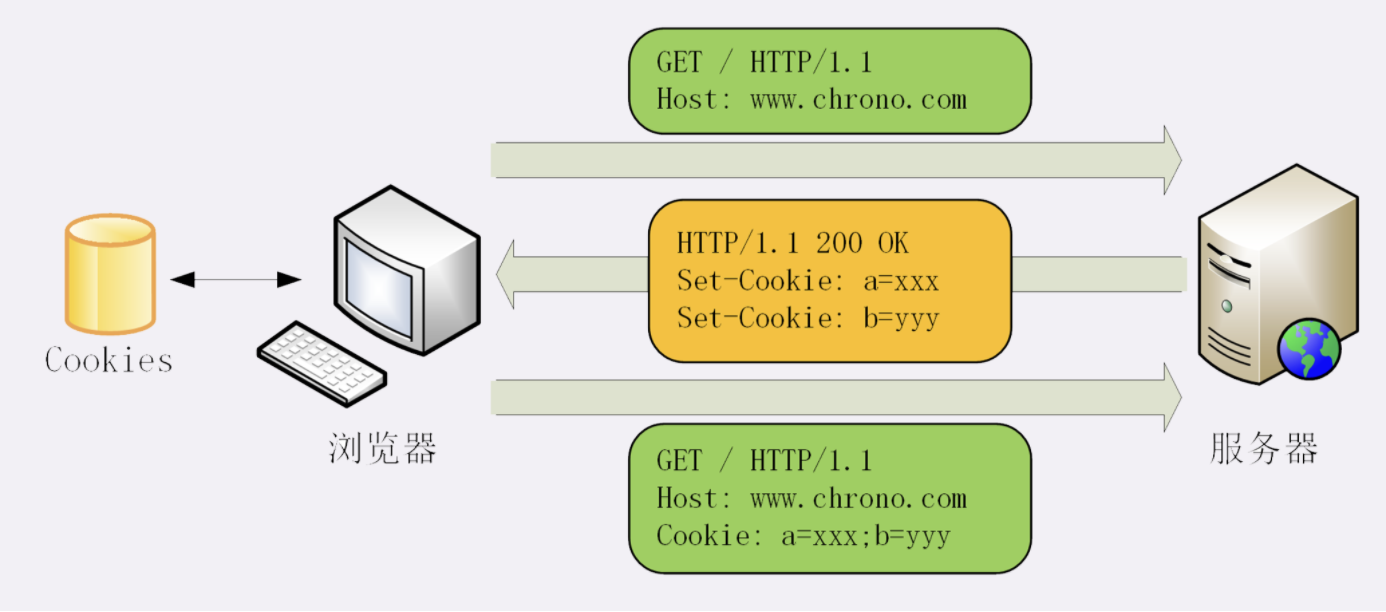 GET / HTTP/1.1
Host: www.chrono.com
HTTP/1.1 200 OK
Set-Cookie: a=xxx
Set-Cookie: b=yyy
Cookies
浏览器
服务器
GET / HTTP/1.1
Host: www.chrono.com
Cookie: a=xxx;b=yyy